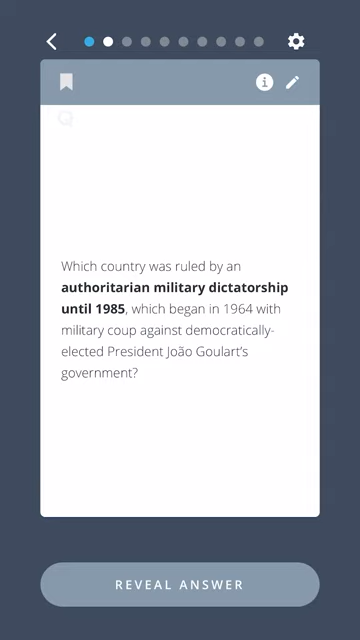 Which country was ruled by an
authoritarian military dictatorship
until 1985, which began in 1964 with
military coup against democratically-
elected President João Goulart's
government?
REVEAL ANSWER